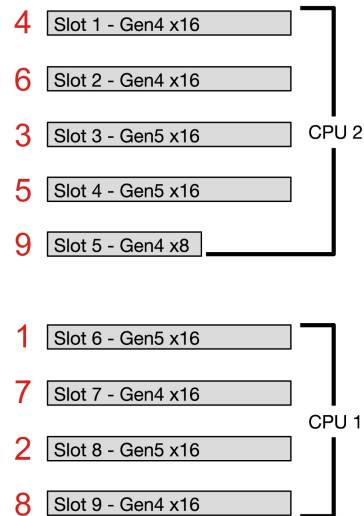 4 Slot 1 - Gen4 x16
6 Slot 2 - Gen4 x16
3 Slot 3 - Gen5 x16
CPU 2
5 Slot 4 - Gen5 x16
9 Slot 5 - Gen4 x8
1 Slot 6 - Gen5 x16
7 Slot 7 - Gen4 x16
CPU 1
2 Slot 8 - Gen5 x16
8 Slot 9 - Gen4 x16